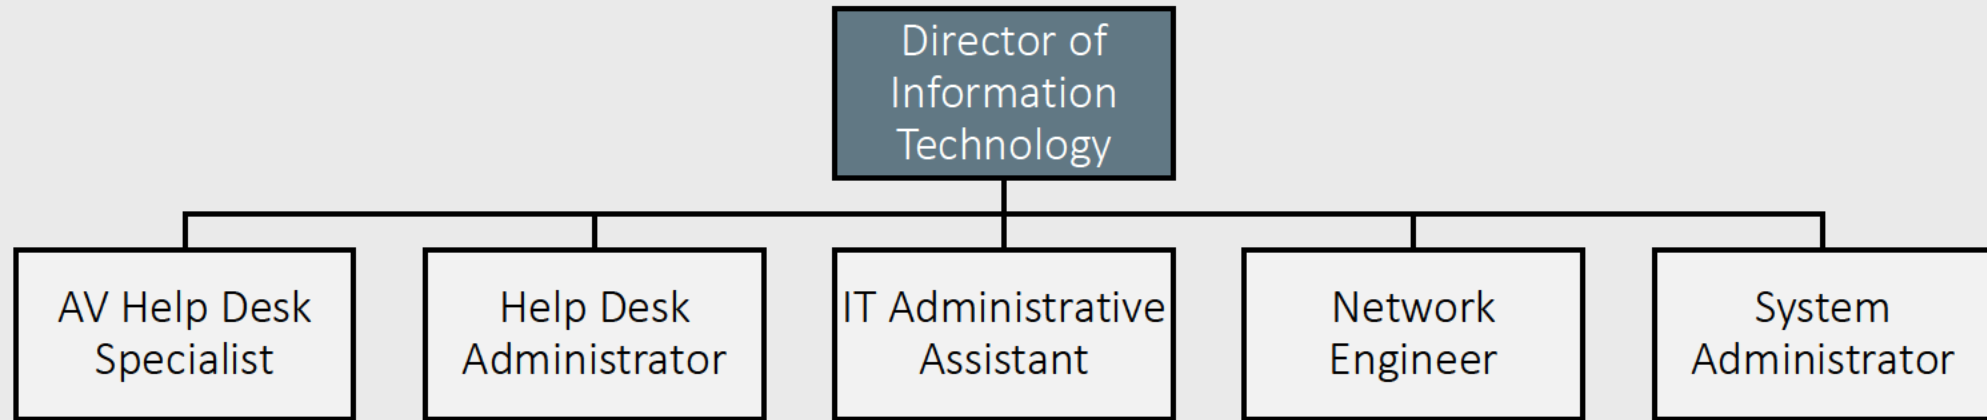 Director of
Information
Technology
AV Help Desk
Specialist
Help Desk
Administrator
IT Administrative
Assistant
Network
Engineer
System
Administrator